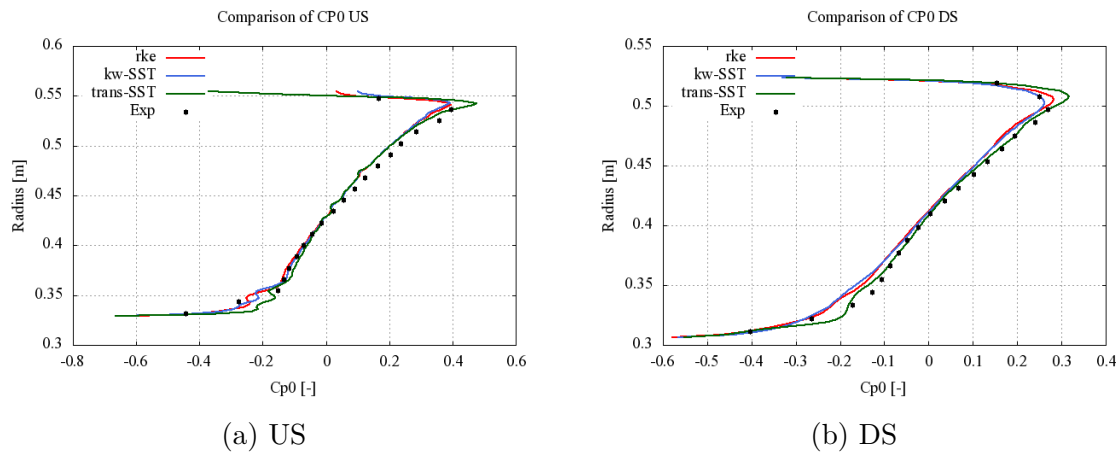 Comparison of CP0 US
0.6
0.55
0.5
0.45
0.4
0.35
0.3
Radius [m]
rke
kw-SST
trans-SST
Exp
-0.8 -0.6 -0.4 -0.2 0 0.2 0.4 0.6
Cp0 [-]
(a) US
Comparison of CP0 DS
0.55
0.5
0.45
0.4
0.35
0.3
Radius [m]
rke
kw-SST
trans-SST
Exp
-0.6 -0.5 -0.4 -0.3 -0.2 -0.1 0 0.1 0.2 0.3 0.4
Cp0 [-]
(b) DS